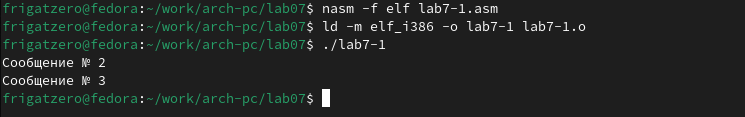 frigatzero@fedora:~/work/arch-pc/lab07$ nasm -f elf lab7-1.asm
frigatzero@fedora:~/work/arch-pc/lab07$ ld -m elf_i386 -o lab7-1 lab7-1.o
frigatzero@fedora:~/work/arch-pc/lab07$ ./lab7-1
Сообщение № 2
Сообщение № 3
frigatzero@fedora:~/work/arch-pc/lab07$